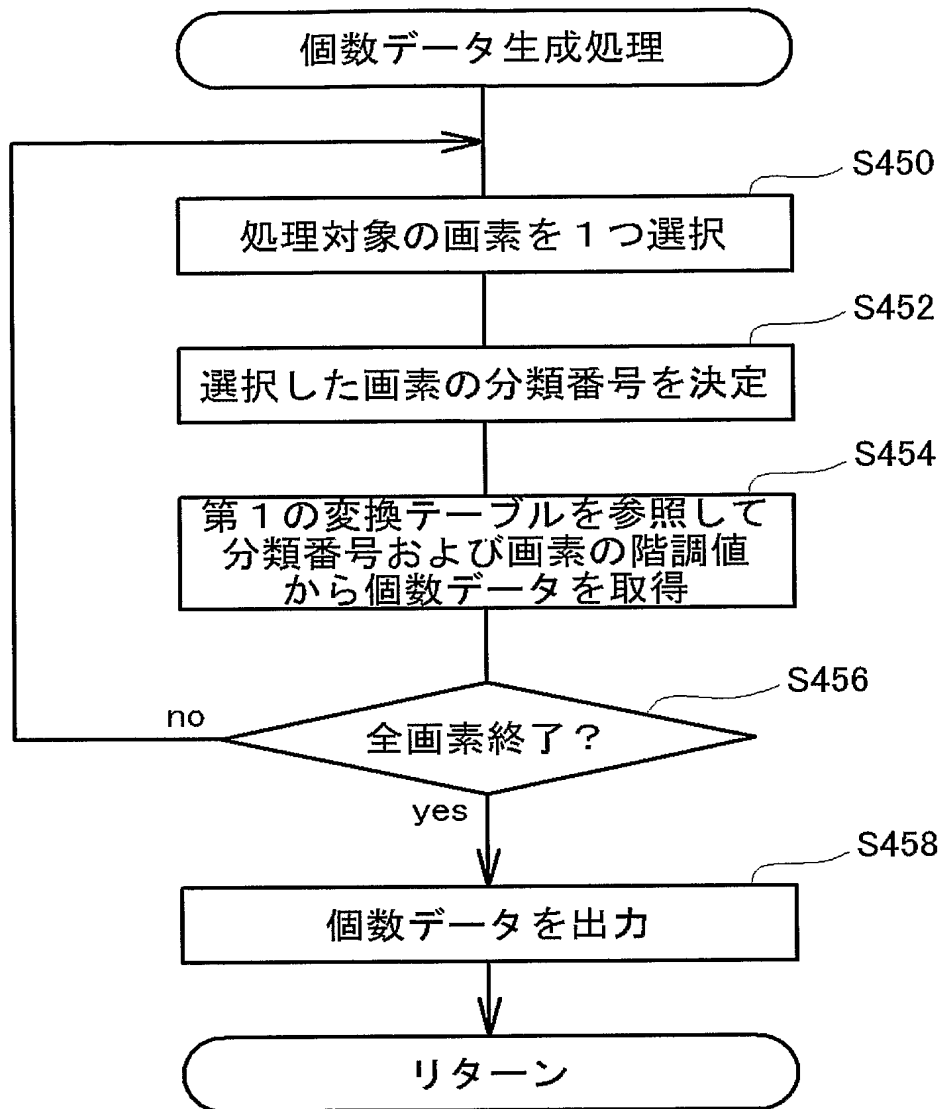 個数データ生成処理
S450
処理対象の画素を１つ選択
S452
選択した画素の分類番号を決定
S454
第１の変換テーブルを参照して
分類番号および画素の階調値
から個数データを取得
S456
no
全画素終了？
yes
S458
個数データを出力
リターン